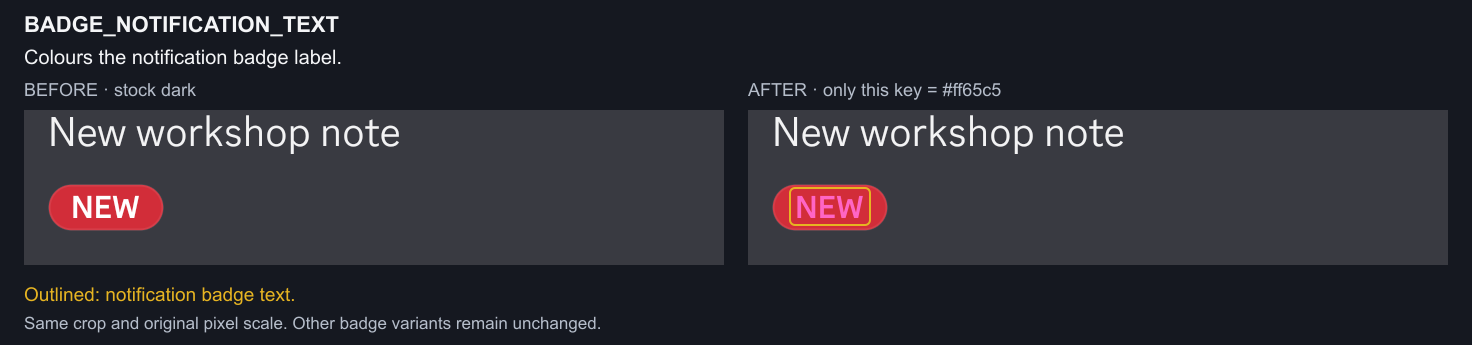 BADGE_NOTIFICATION_TEXT
Colours the notification badge label.
BEFORE · stock dark
New workshop note
NEW
AFTER · only this key = #ff65c5
New workshop note
NEW
Outlined: notification badge text.
Same crop and original pixel scale. Other badge variants remain unchanged.